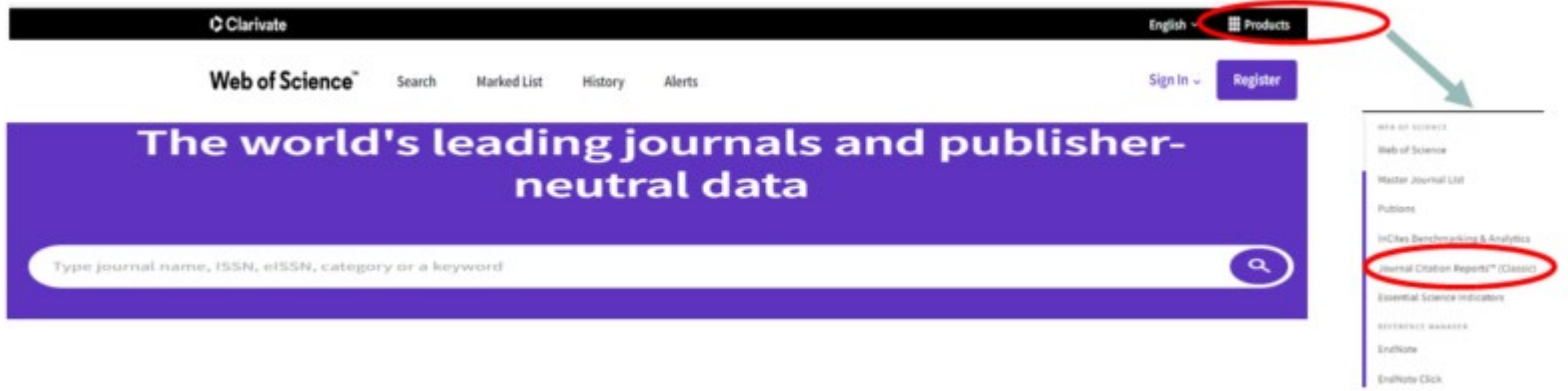 Clarivate
English
Products
Web of Science™
Search
Marked List
History
Alerts
Sign In
Register
The world's leading journals and publisher-
neutral data
Type journal name, ISSN, eISSN, category or a keyword
WEB OF SCIENCE
Web of Science
Master Journal List
Publons
InCites Benchmarking & Analytics
Journal Citation Reports™ (Classic)
Essential Science Indicators
REFERENCE MANAGER
EndNote
EndNote Click